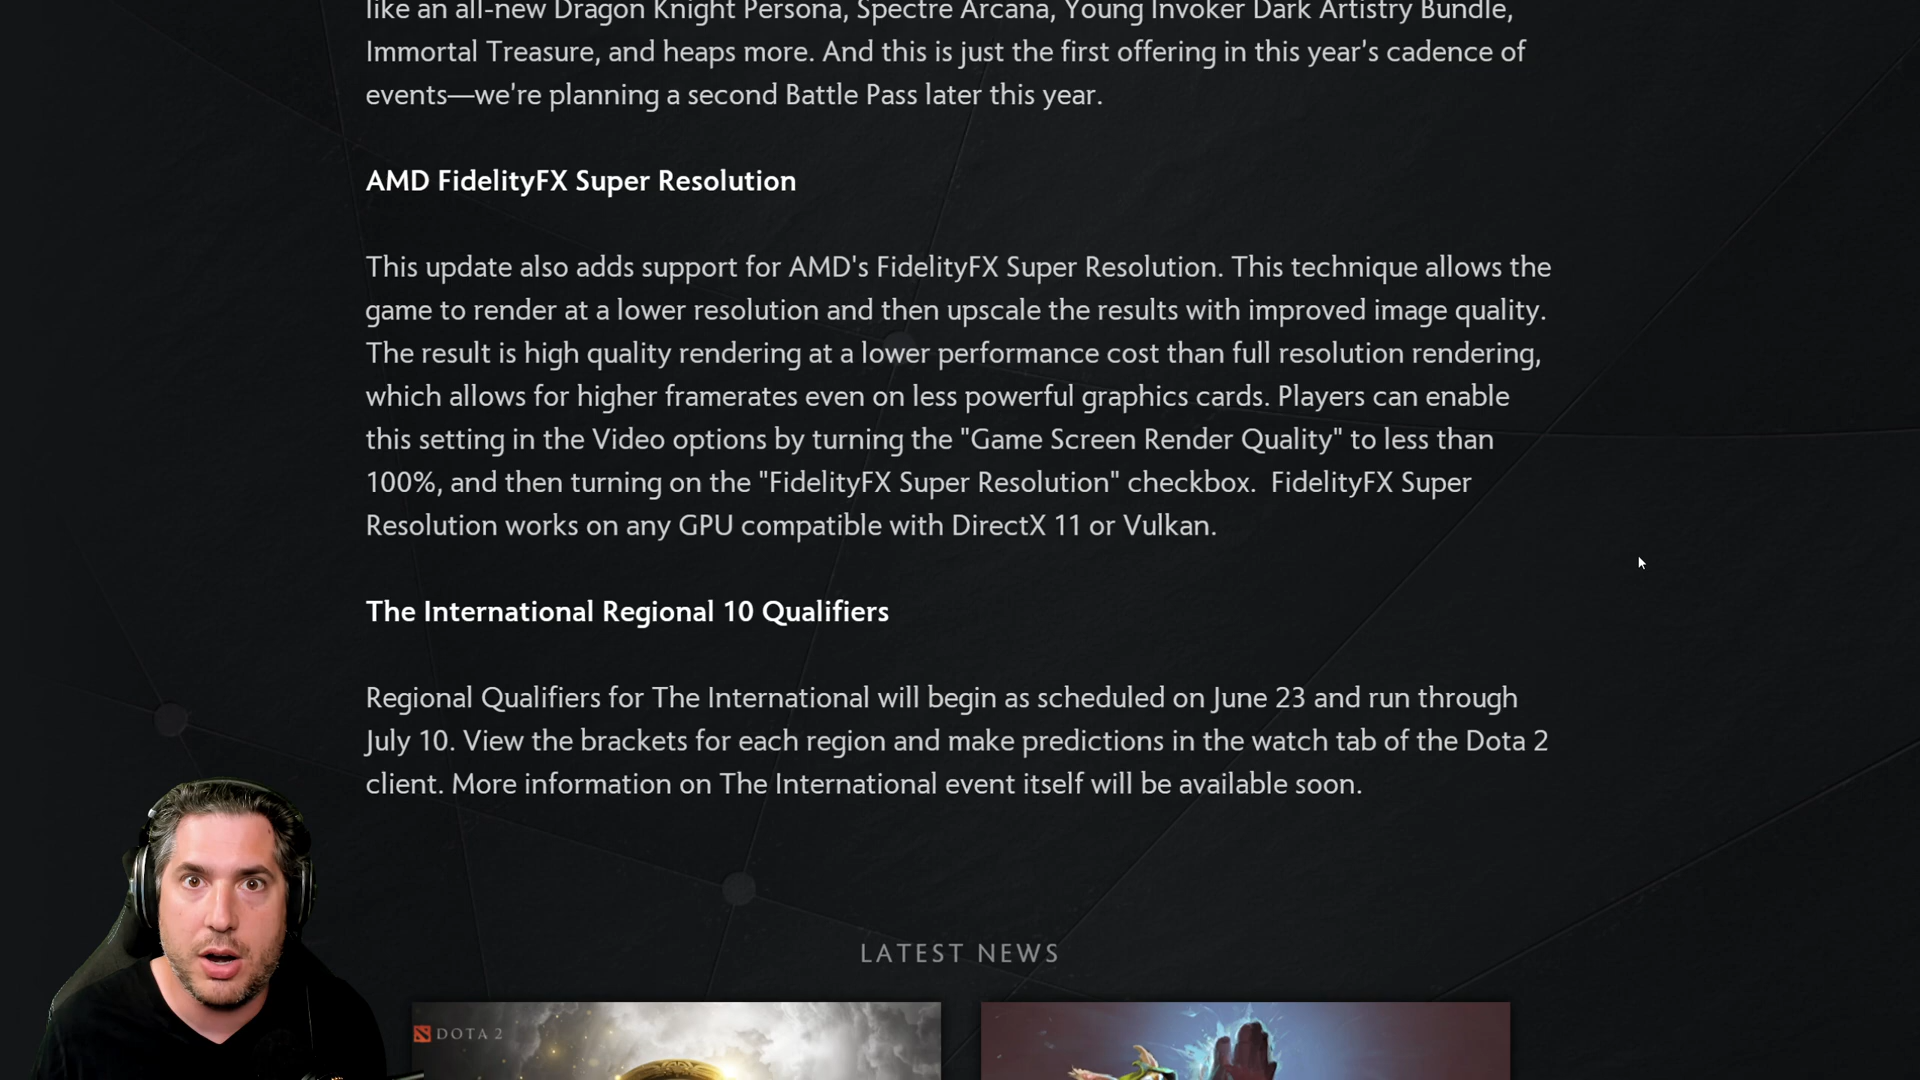 like an all-new Dragon Knight Persona, Spectre Arcana, Young Invoker Dark Artistry Bundle,
Immortal Treasure, and heaps more. And this is just the first offering in this year's cadence of
events—we're planning a second Battle Pass later this year.
AMD FidelityFX Super Resolution
This update also adds support for AMD's FidelityFX Super Resolution. This technique allows the
game to render at a lower resolution and then upscale the results with improved image quality.
The result is high quality rendering at a lower performance cost than full resolution rendering,
which allows for higher framerates even on less powerful graphics cards. Players can enable
this setting in the Video options by turning the "Game Screen Render Quality" to less than
100%, and then turning on the "FidelityFX Super Resolution" checkbox.  FidelityFX Super
Resolution works on any GPU compatible with DirectX 11 or Vulkan.
The International Regional 10 Qualifiers
Regional Qualifiers for The International will begin as scheduled on June 23 and run through
July 10. View the brackets for each region and make predictions in the watch tab of the Dota 2
client. More information on The International event itself will be available soon.
LATEST NEWS
DOTA 2